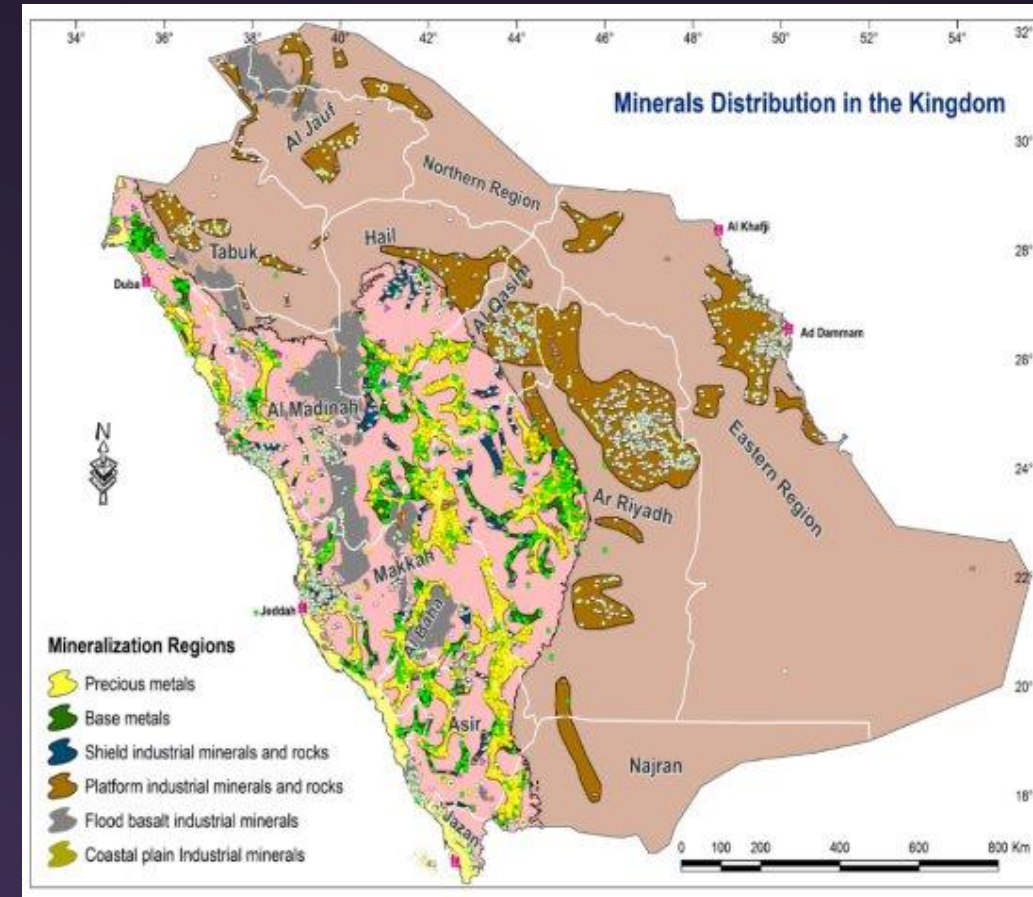 34° 36° 38° 40° 42° 44° 46° 48° 50° 52° 54° 32°
Minerals Distribution in the Kingdom
30°
Al Jauf
Northern Region
28°
Al Khafji
Tabuk
Hail
Duba
Al Qasim
Ad Dammam
26°
Al Madinah
N
Eastern Region
24°
Ar Riyadh
Makkah
22°
Jeddah
Mineralization Regions
Precious metals
20°
Base metals
Asir
Shield industrial minerals and rocks
Najran
Platform industrial minerals and rocks
18°
Flood basalt industrial minerals
Jazan
Coastal plain Industrial minerals
0 100 200 400 600 800 Km